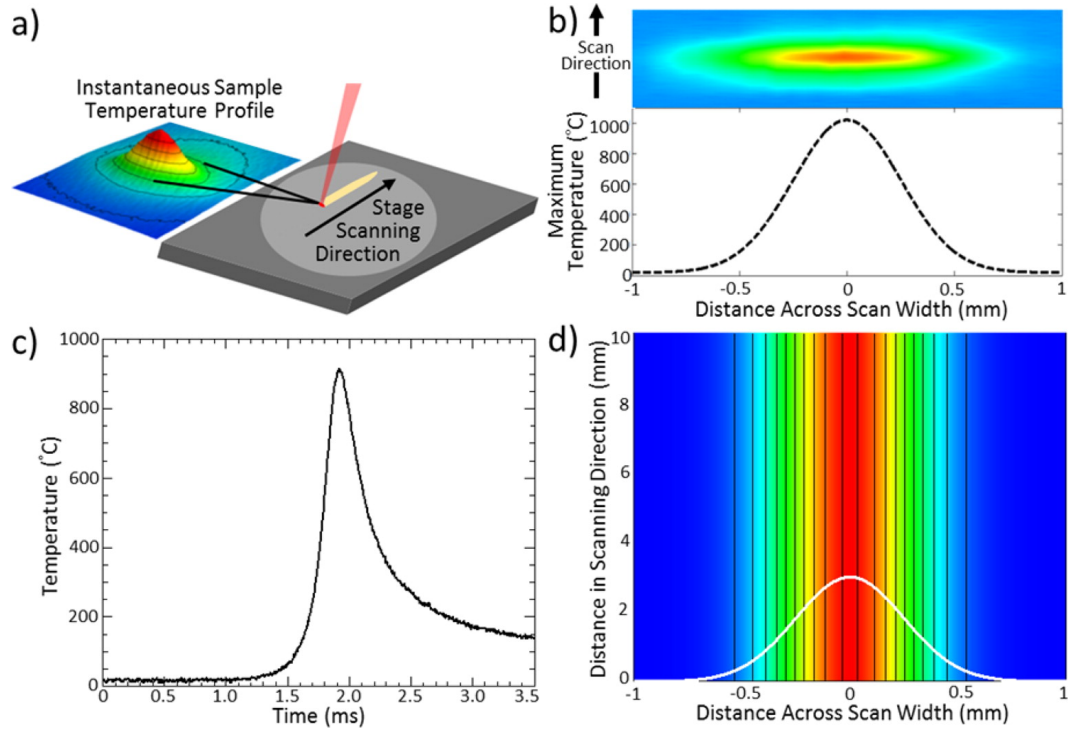 a)
Instantaneous Sample
Temperature Profile
Stage
Scanning
Direction
b)
Scan
Direction
Maximum
Temperature (°C)
1000
800
600
400
200
0
-1
-0.5
0
0.5
1
Distance Across Scan Width (mm)
c)
Temperature (°C)
1000
800
600
400
200
0
0
0.5
1.0
1.5
2.0
2.5
3.0
3.5
Time (ms)
d)
Distance in Scanning Direction (mm)
10
8
6
4
2
0
-1
-0.5
0
0.5
1
Distance Across Scan Width (mm)